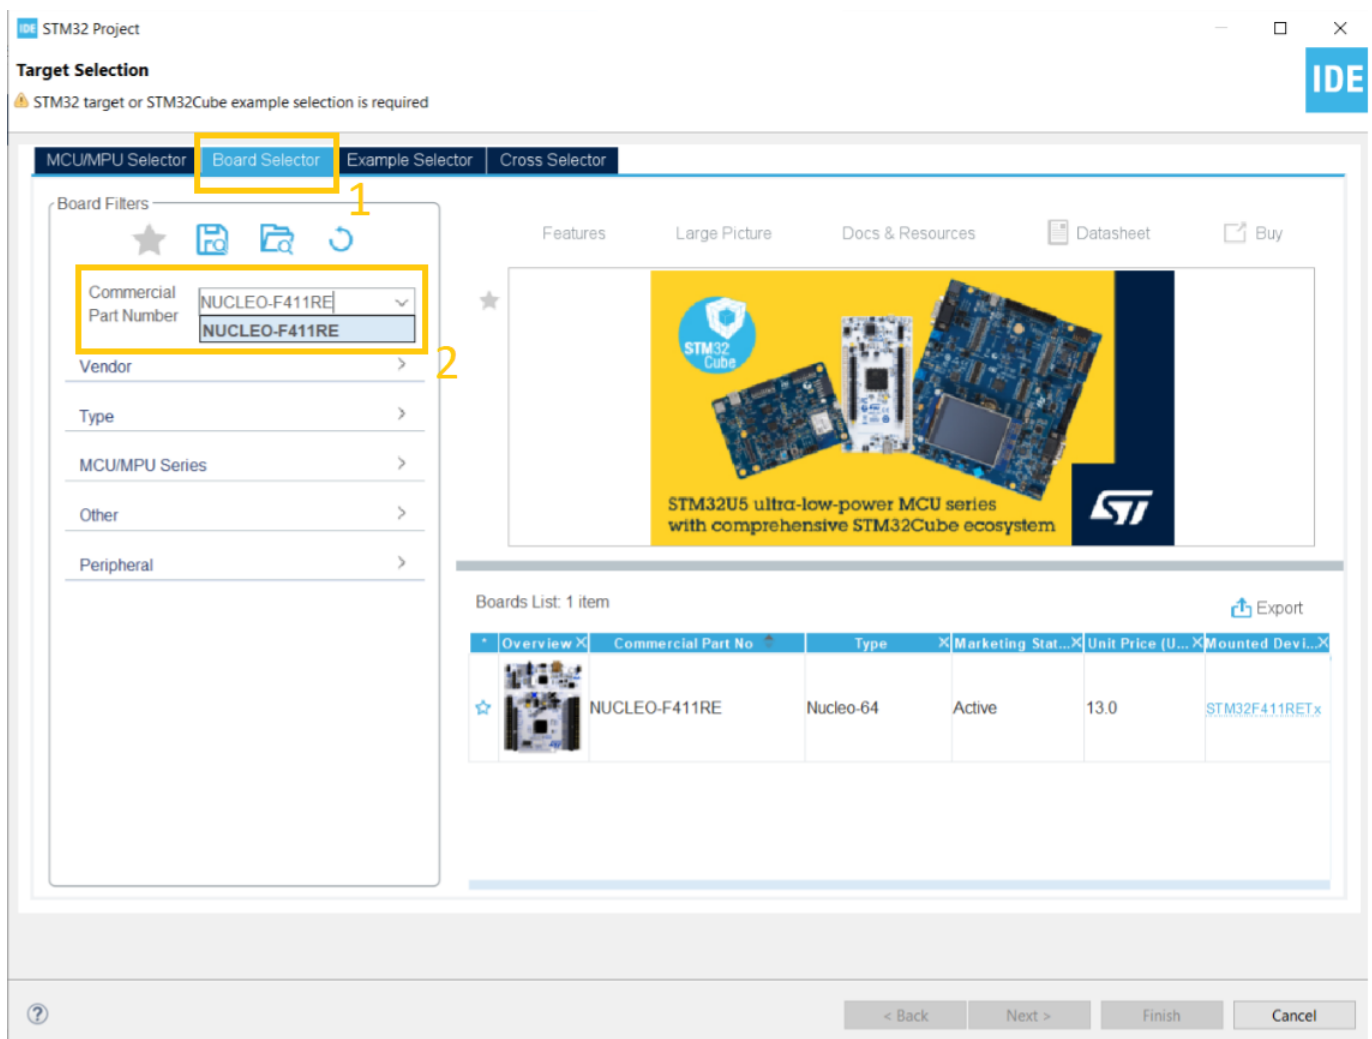 IDE STM32 Project
Target Selection
STM32 target or STM32Cube example selection is required
IDE
MCU/MPU Selector Board Selector Example Selector Cross Selector
1
Board Filters
Features Large Picture Docs & Resources Datasheet Buy
Commercial
Part Number
NUCLEO-F411RE
NUCLEO-F411RE
2
Vendor
Type
MCU/MPU Series
Other
Peripheral
STM32
Cube
STM32U5 ultra-low-power MCU series
with comprehensive STM32Cube ecosystem
ST
Boards List: 1 item
Export
* Overview Commercial Part No Type Marketing Stat... Unit Price (U... Mounted Devi...
NUCLEO-F411RE Nucleo-64 Active 13.0 STM32F411RETx
? < Back Next > Finish Cancel